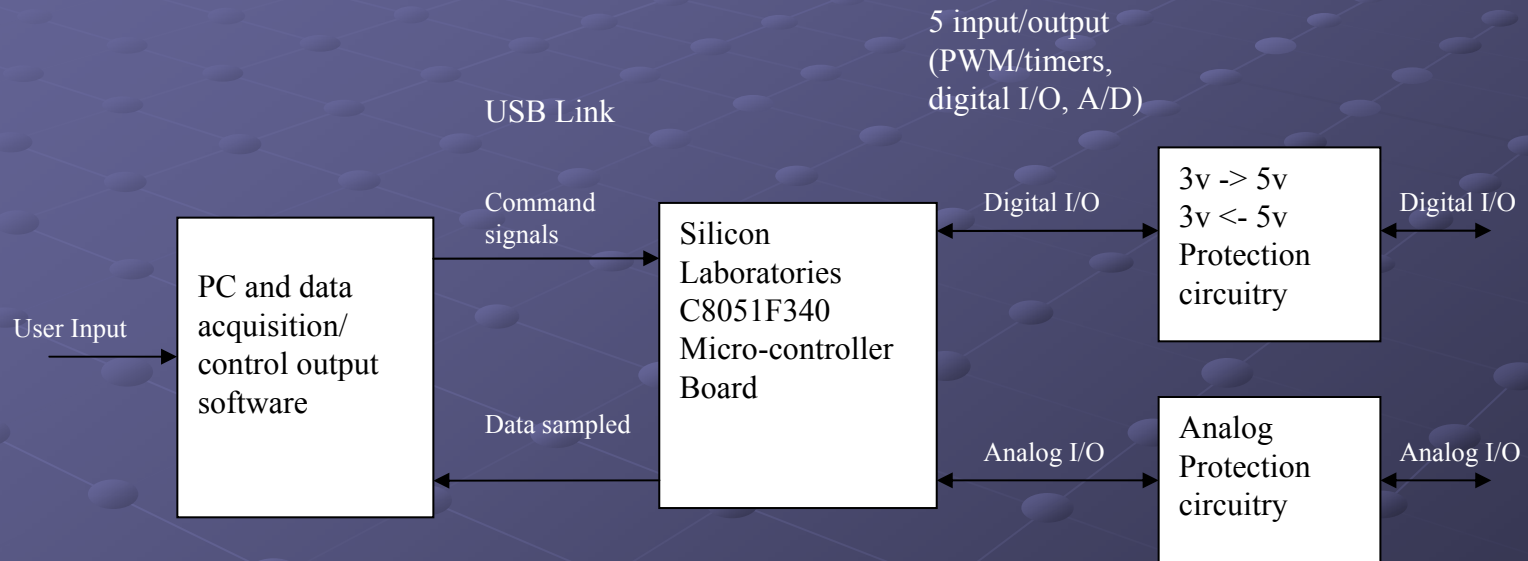 5 input/output
(PWM/timers,
digital I/O, A/D)
USB Link
User Input
PC and data
acquisition/
control output
software
Command
signals
Data sampled
Silicon
Laboratories
C8051F340
Micro-controller
Board
Digital I/O
Analog I/O
3v -> 5v
3v <- 5v
Protection
circuitry
Digital I/O
Analog
Protection
circuitry
Analog I/O